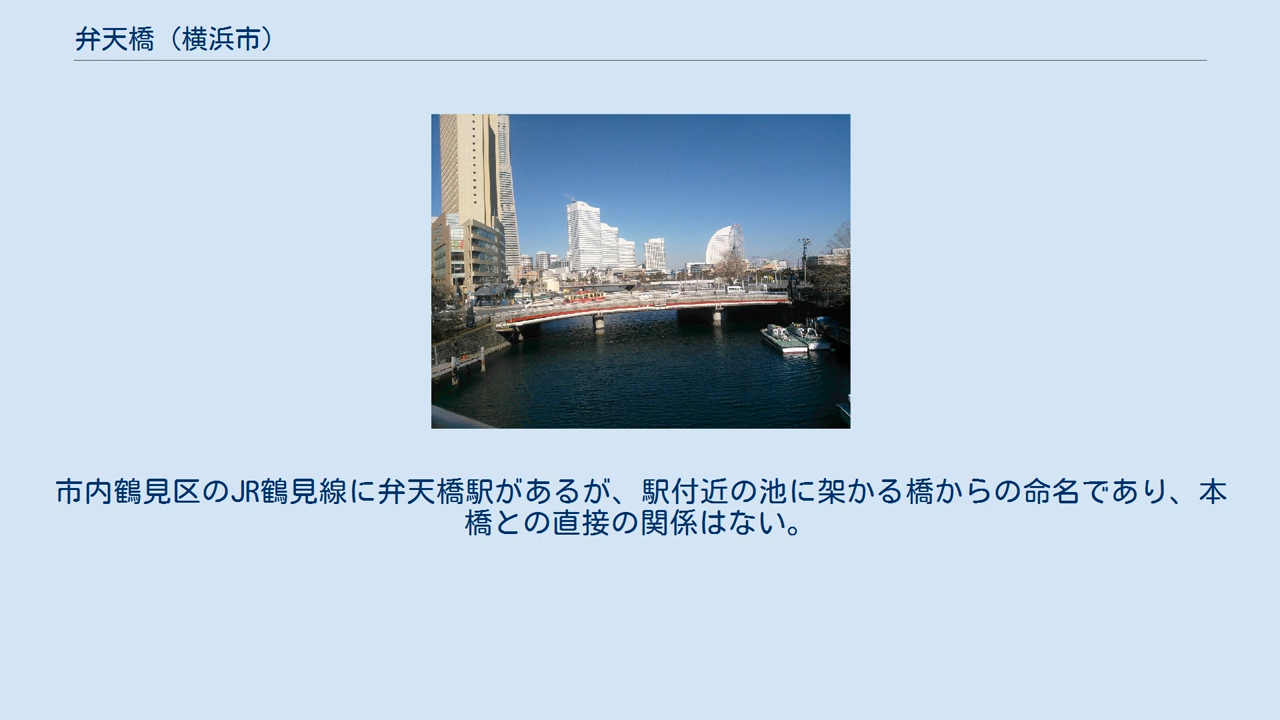 弁天橋（横浜市）
市内鶴見区のJR鶴見線に弁天橋駅があるが、駅付近の池に架かる橋からの命名であり、本
橋との直接の関係はない。